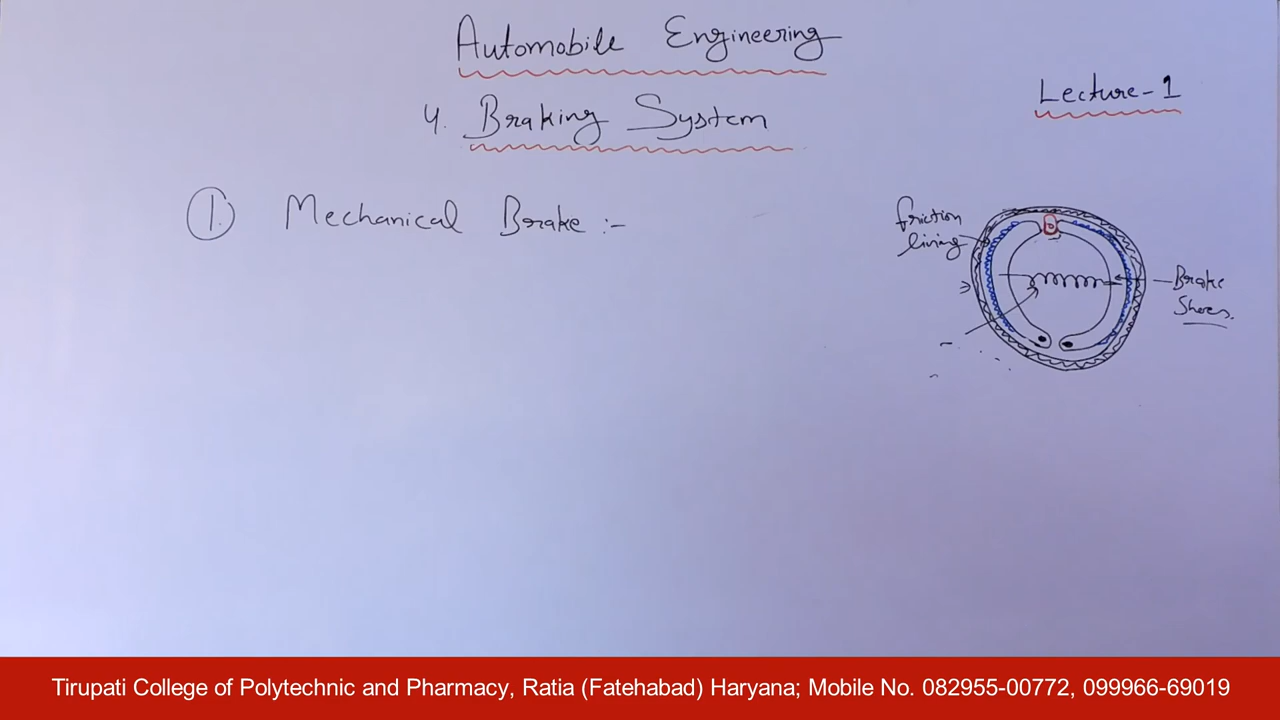 Automobile Engineering
Lecture-1
4. Braking System
1. Mechanical Brake :-
friction
living
Brake
Shoes.
Tirupati College of Polytechnic and Pharmacy, Ratia (Fatehabad) Haryana; Mobile No. 082955-00772, 099966-69019